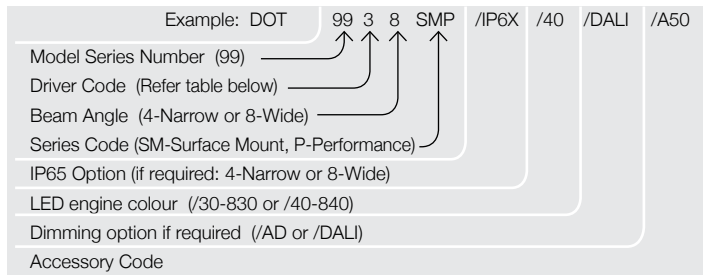 Example: DOT 99 3 8 SMP /IP6X /40 /DALI /A50
Model Series Number (99)
Driver Code (Refer table below)
Beam Angle (4-Narrow or 8-Wide)
Series Code (SM-Surface Mount, P-Performance)
IP65 Option (if required: 4-Narrow or 8-Wide)
LED engine colour (/30-830 or /40-840)
Dimming option if required (/AD or /DALI)
Accessory Code